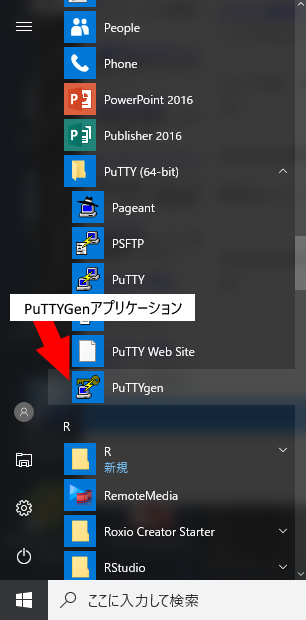 People
Phone
PowerPoint 2016
Publisher 2016
PuTTY (64-bit)
Pageant
PSFTP
PuTTY
PuTTYGenアプリケーション
PuTTY Web Site
PuTTYgen
R
R
新規
RemoteMedia
Roxio Creator Starter
RStudio
ここに入力して検索